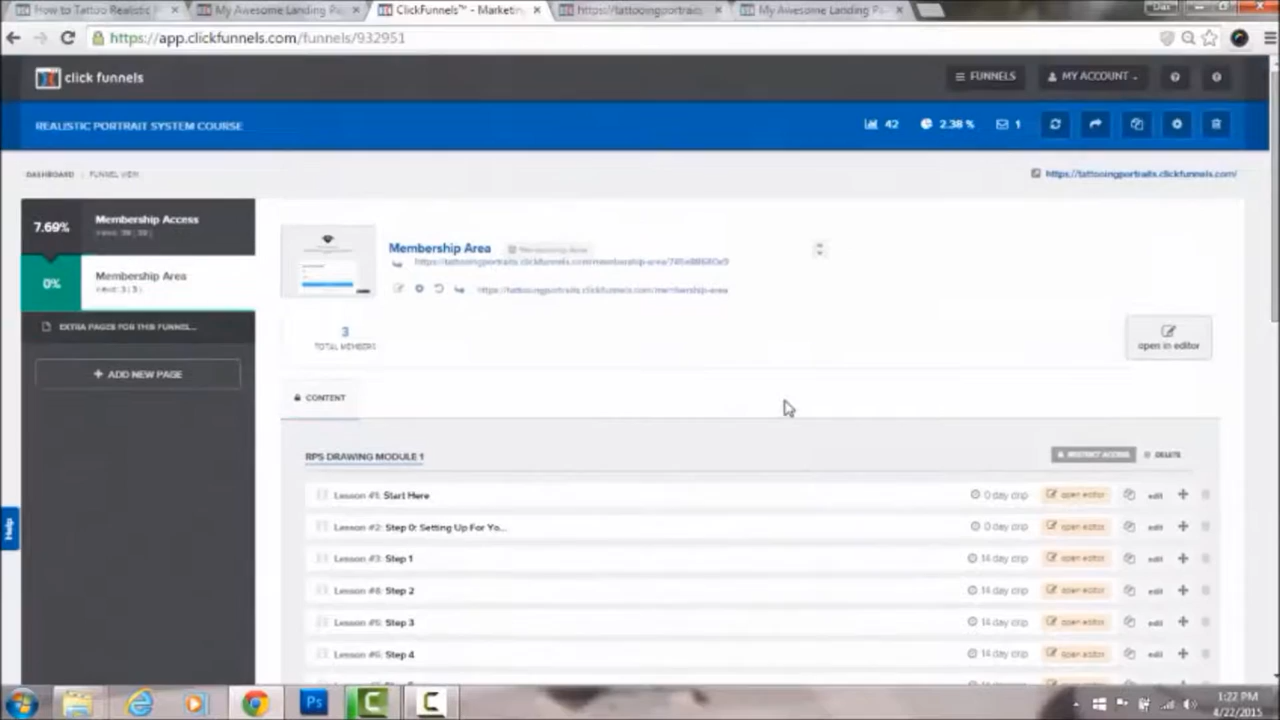 How to Tattoo Realistic
My Awesome Landing Pa
ClickFunnels™ - Marketin
https://tattooingportraits
My Awesome Landing Pa
Dax
https://app.clickfunnels.com/funnels/932951
click funnels
FUNNELS
MY ACCOUNT
REALISTIC PORTRAIT SYSTEM COURSE
42
2.38 %
1
DASHBOARD / FUNNEL VIEW
https://tattooingportraits.clickfunnels.com/
7.69%
Membership Access
0%
Membership Area
EXTRA PAGES FOR THIS FUNNEL...
+ ADD NEW PAGE
Membership Area
Membership Area
https://tattooingportraits.clickfunnels.com/membership-area
3
TOTAL MEMBERS
open in editor
CONTENT
RPS DRAWING MODULE 1
RESTRICT ACCESS
DELETE
Lesson #1: Start Here
0 day drip
open editor
edit
Lesson #2: Step 0: Setting Up For Yo...
0 day drip
open editor
edit
Lesson #3: Step 1
14 day drip
open editor
edit
Lesson #4: Step 2
14 day drip
open editor
edit
Lesson #5: Step 3
14 day drip
open editor
edit
Lesson #6: Step 4
14 day drip
open editor
edit
Help
Ps
1:22 PM
4/22/2015